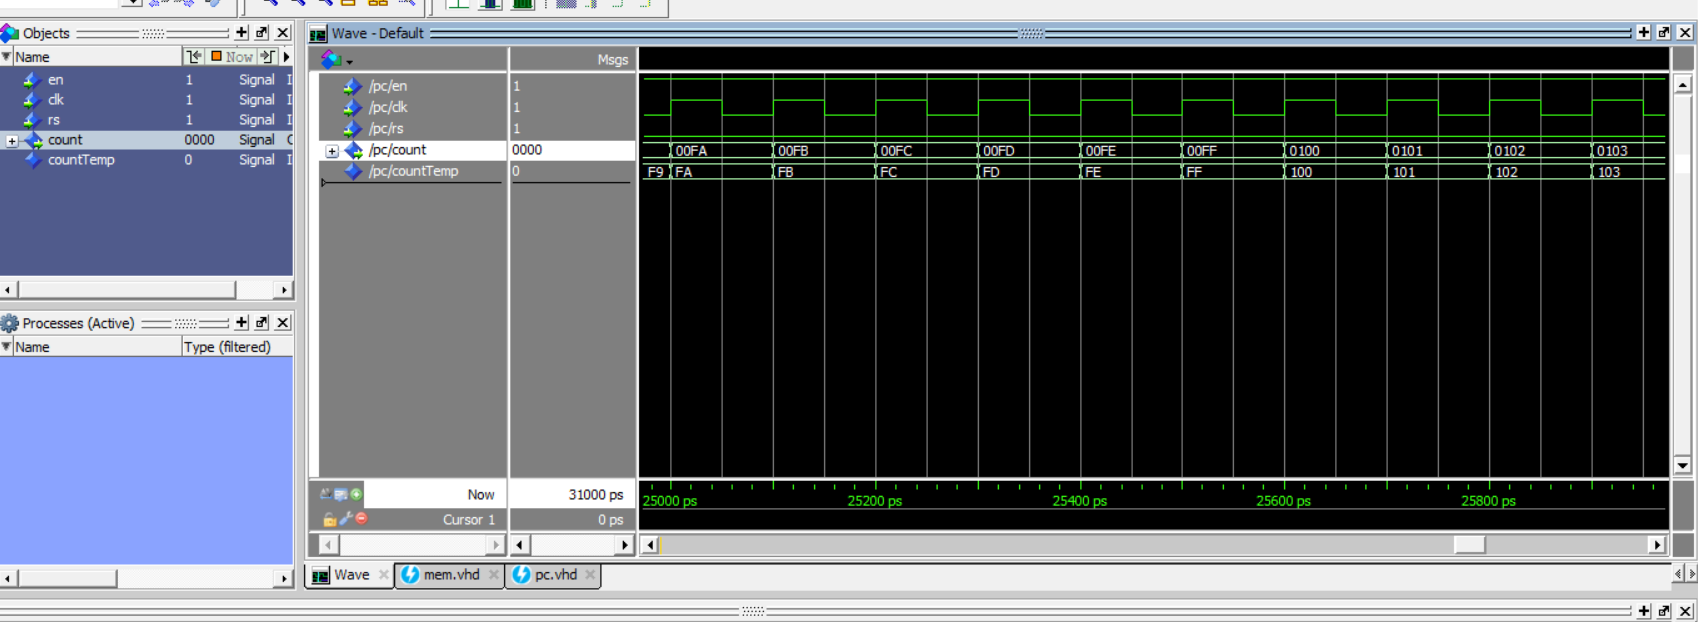 Objects
Name Now
en 1 Signal I
clk 1 Signal I
rs 1 Signal I
count 0000 Signal
countTemp 0 Signal I
Processes (Active)
Name Type (filtered)
Wave - Default
Msgs
/pc/en 1
/pc/clk 1
/pc/rs 1
/pc/count 0000 00FA 00FB 00FC 00FD 00FE 00FF 0100 0101 0102 0103
/pc/countTemp 0 F9 FA FB FC FD FE FF 100 101 102 103
Now 31000 ps 25000 ps 25200 ps 25400 ps 25600 ps 25800 ps
Cursor 1 0 ps
Wave mem.vhd pc.vhd